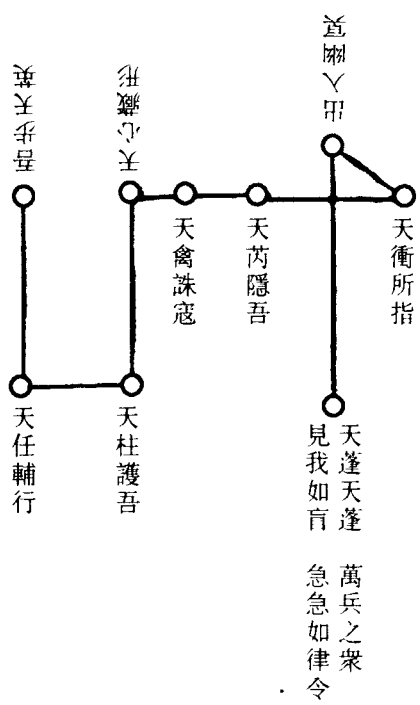 吾步天英
天任輔行
天柱護吾
天心藏形
天禽誅寇
天芮隱吾
天衝所指
出入幽冥
天蓬天蓬 萬兵之衆
見我如盲 急急如律令